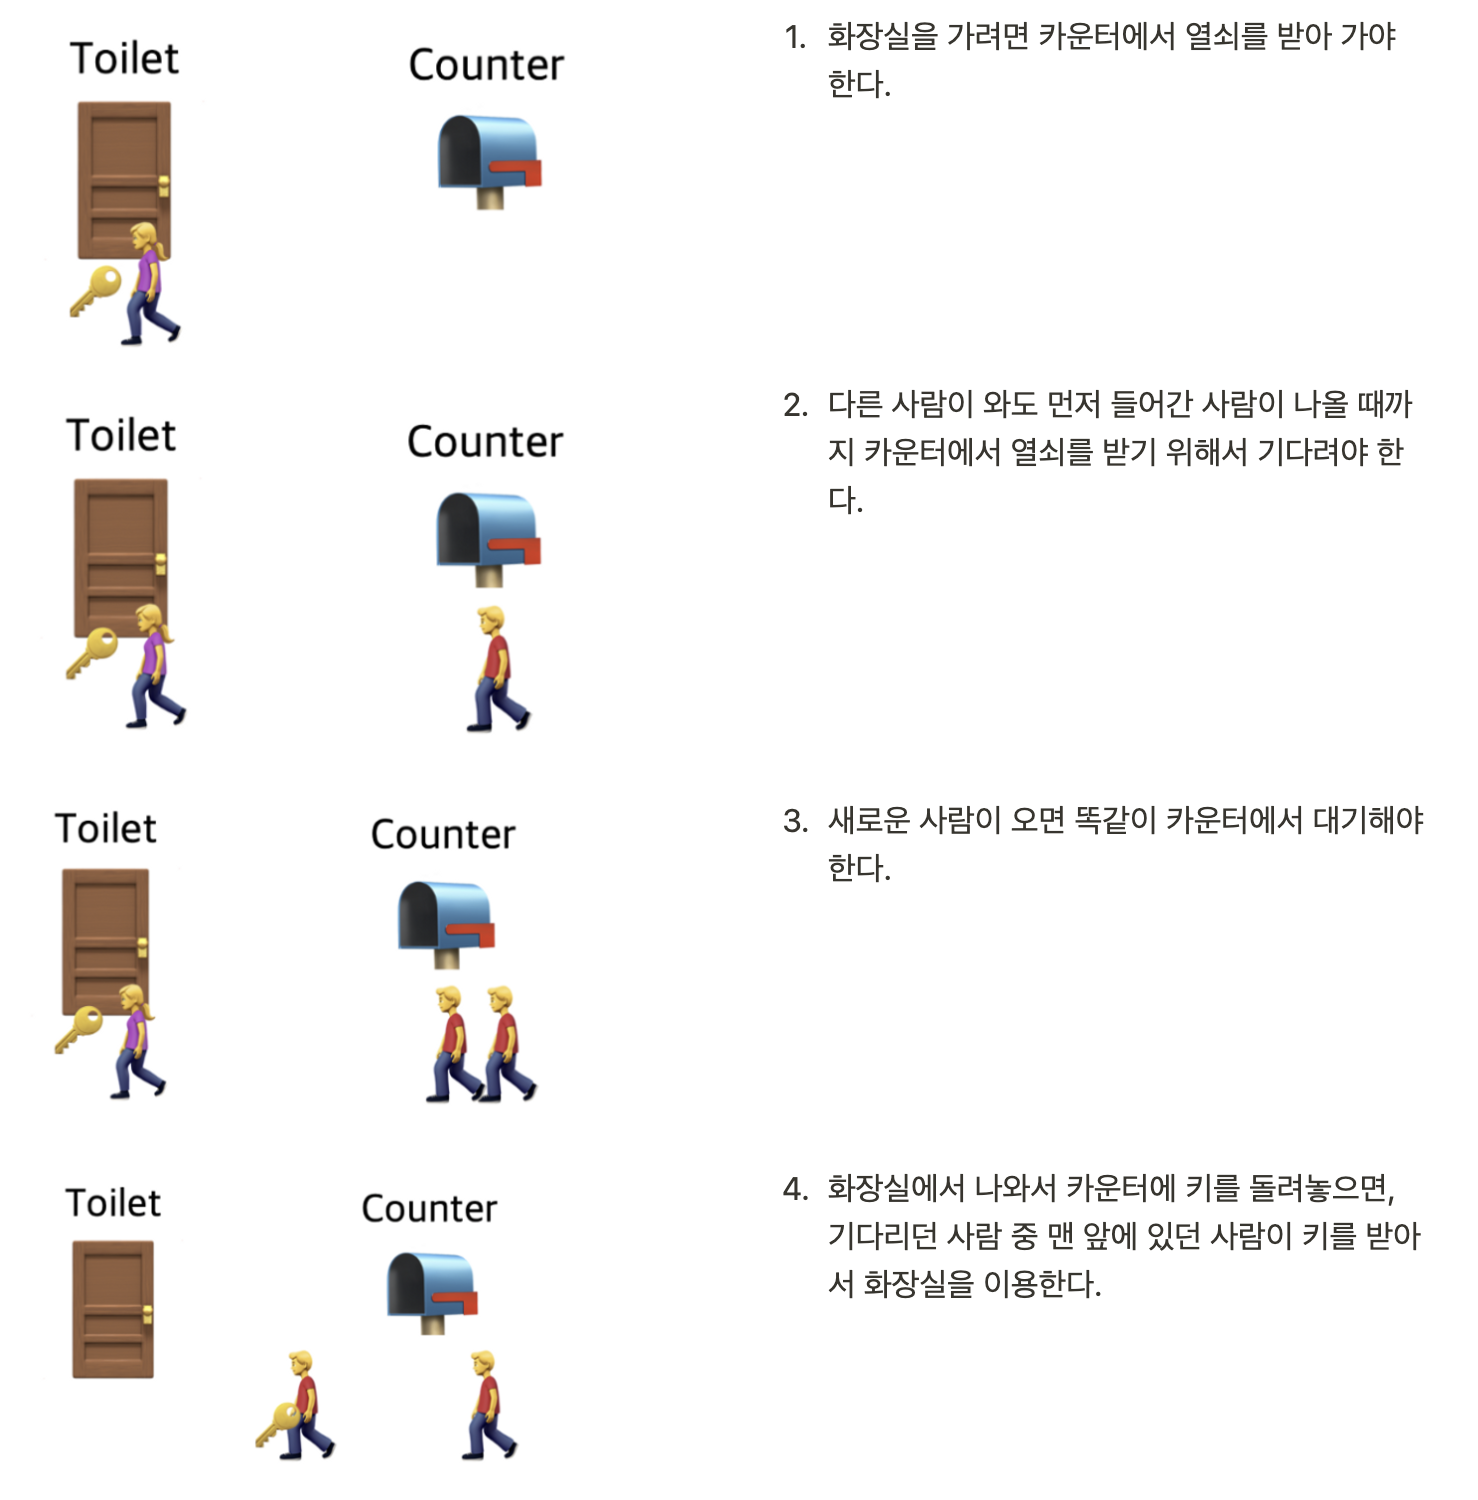 Toilet
Counter
1. 화장실을 가려면 카운터에서 열쇠를 받아 가야
한다.
Toilet
Counter
2. 다른 사람이 와도 먼저 들어간 사람이 나올 때까
지 카운터에서 열쇠를 받기 위해서 기다려야 한
다.
Toilet
Counter
3. 새로운 사람이 오면 똑같이 카운터에서 대기해야
한다.
Toilet
Counter
4. 화장실에서 나와서 카운터에 키를 돌려놓으면,
기다리던 사람 중 맨 앞에 있던 사람이 키를 받아
서 화장실을 이용한다.